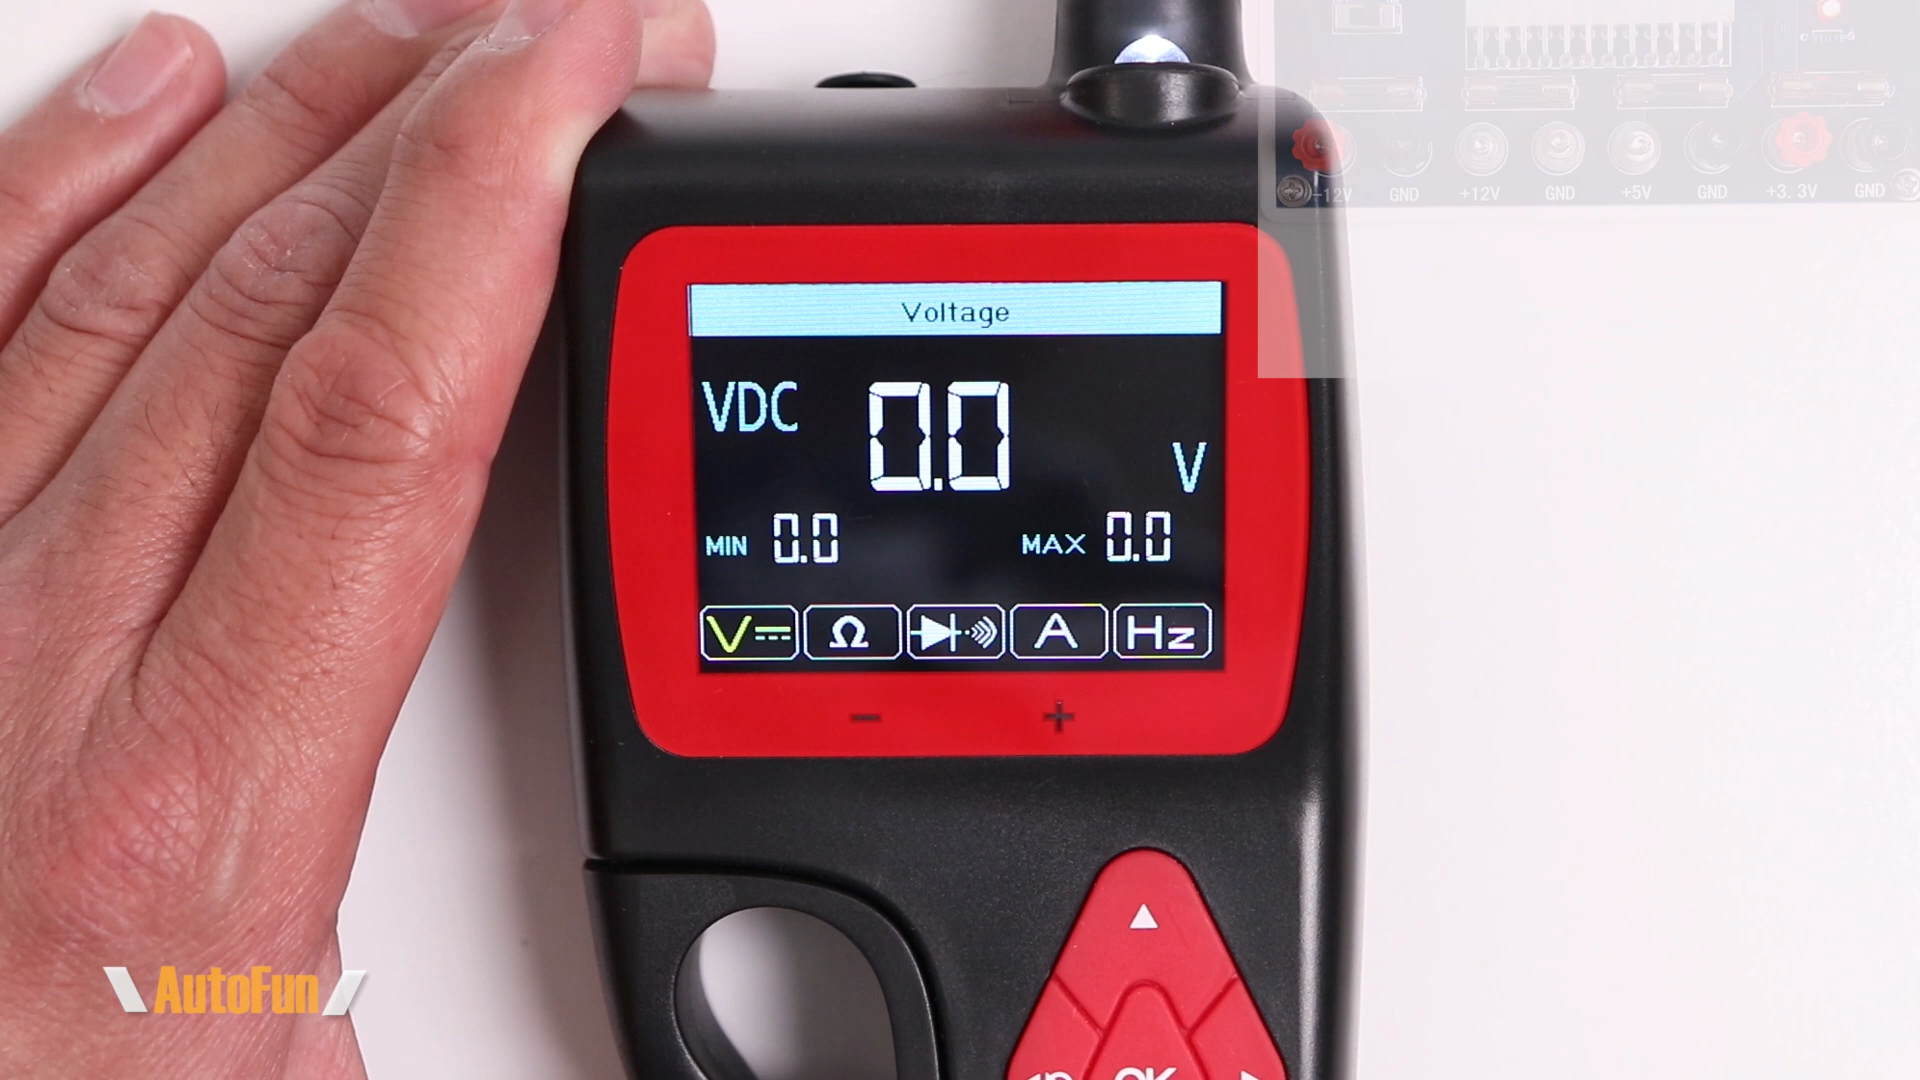 -12V GND +12V GND +5V GND +3.3V GND
Voltage
VDC 0.0 V
MIN 0.0 MAX 0.0
V Ω A Hz
- +
OK
AutoFun